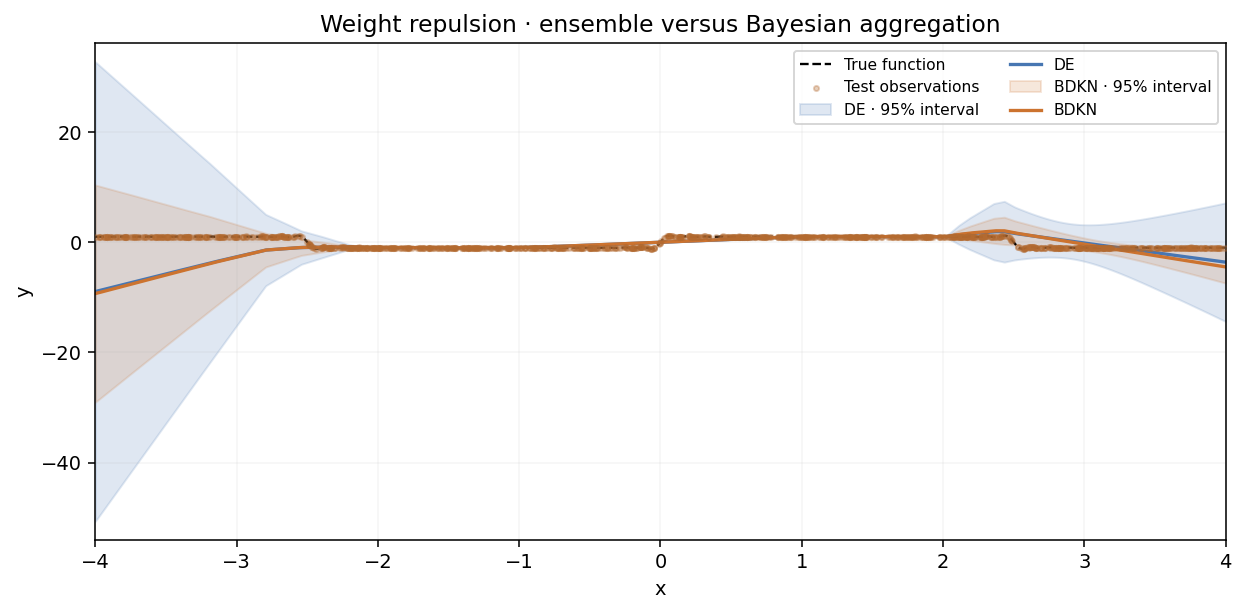 Weight repulsion · ensemble versus Bayesian aggregation
True function
Test observations
DE · 95% interval
DE
BDKN · 95% interval
BDKN
20
0
−20
−40
y
−4
−3
−2
−1
0
1
2
3
4
x